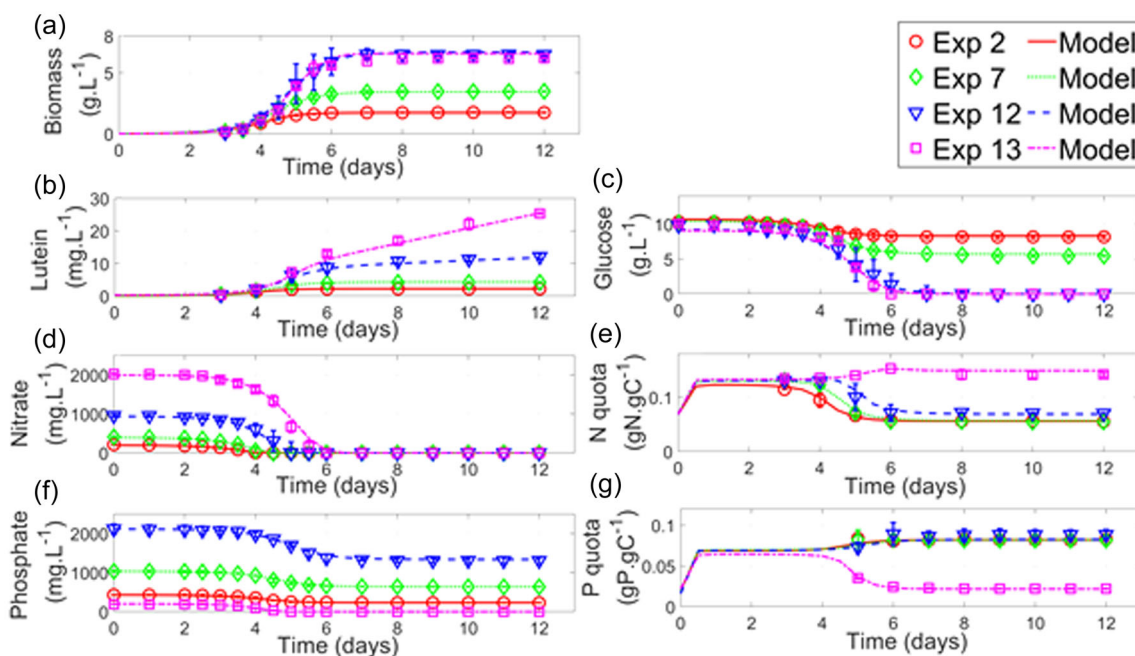 (a)
8
5
0
Biomass
(g.L⁻¹)
0 2 4 6 8 10 12
Time (days)
Exp 2 Model
Exp 7 Model
Exp 12 Model
Exp 13 Model
(b)
30
20
10
0
Lutein
(mg.L⁻¹)
0 2 4 6 8 10 12
Time (days)
(c)
10
5
0
Glucose
(g.L⁻¹)
0 2 4 6 8 10 12
Time (days)
(d)
2000
1000
0
Nitrate
(mg.L⁻¹)
0 2 4 6 8 10 12
Time (days)
(e)
0.1
0
N quota
(gN.gC⁻¹)
0 2 4 6 8 10 12
Time (days)
(f)
2000
1000
0
Phosphate
(mg.L⁻¹)
0 2 4 6 8 10 12
Time (days)
(g)
0.1
0.05
0
P quota
(gP.gC⁻¹)
0 2 4 6 8 10 12
Time (days)